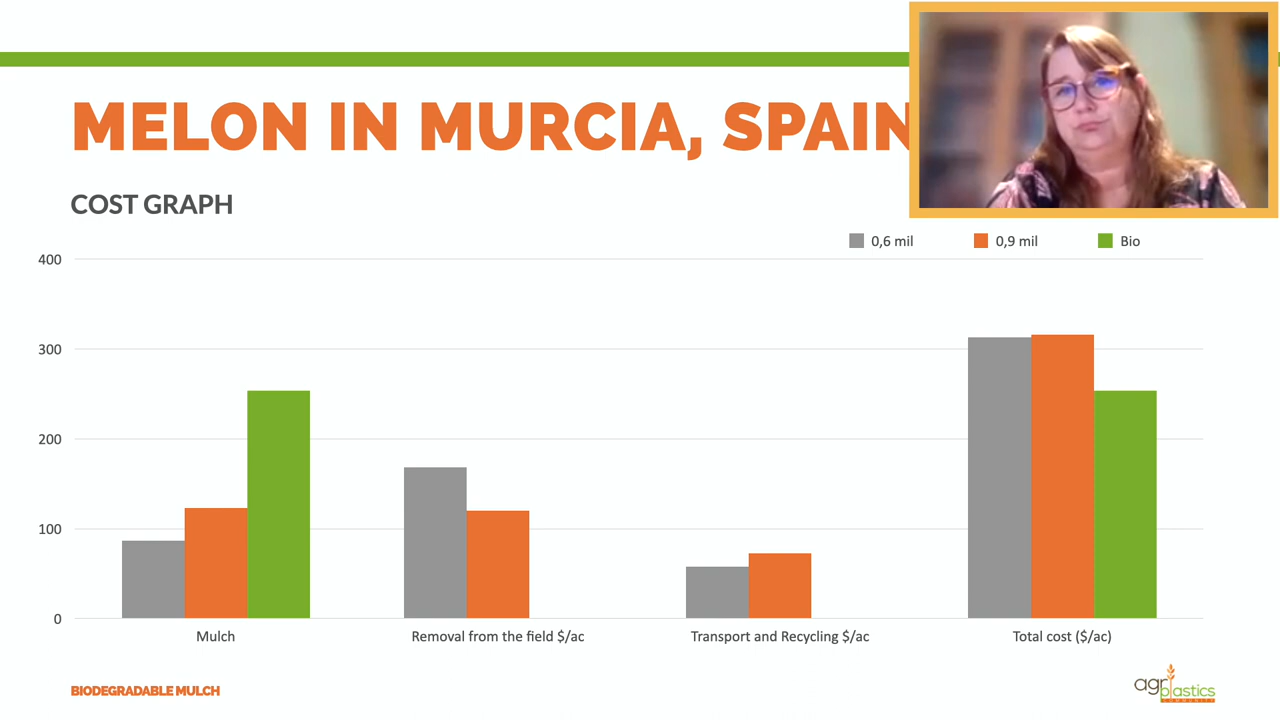 MELON IN MURCIA, SPAIN
COST GRAPH
0,6 mil 0,9 mil Bio
400
300
200
100
0
Mulch Removal from the field $/ac Transport and Recycling $/ac Total cost ($/ac)
BIODEGRADABLE MULCH
agriplastics
COMMUNITY